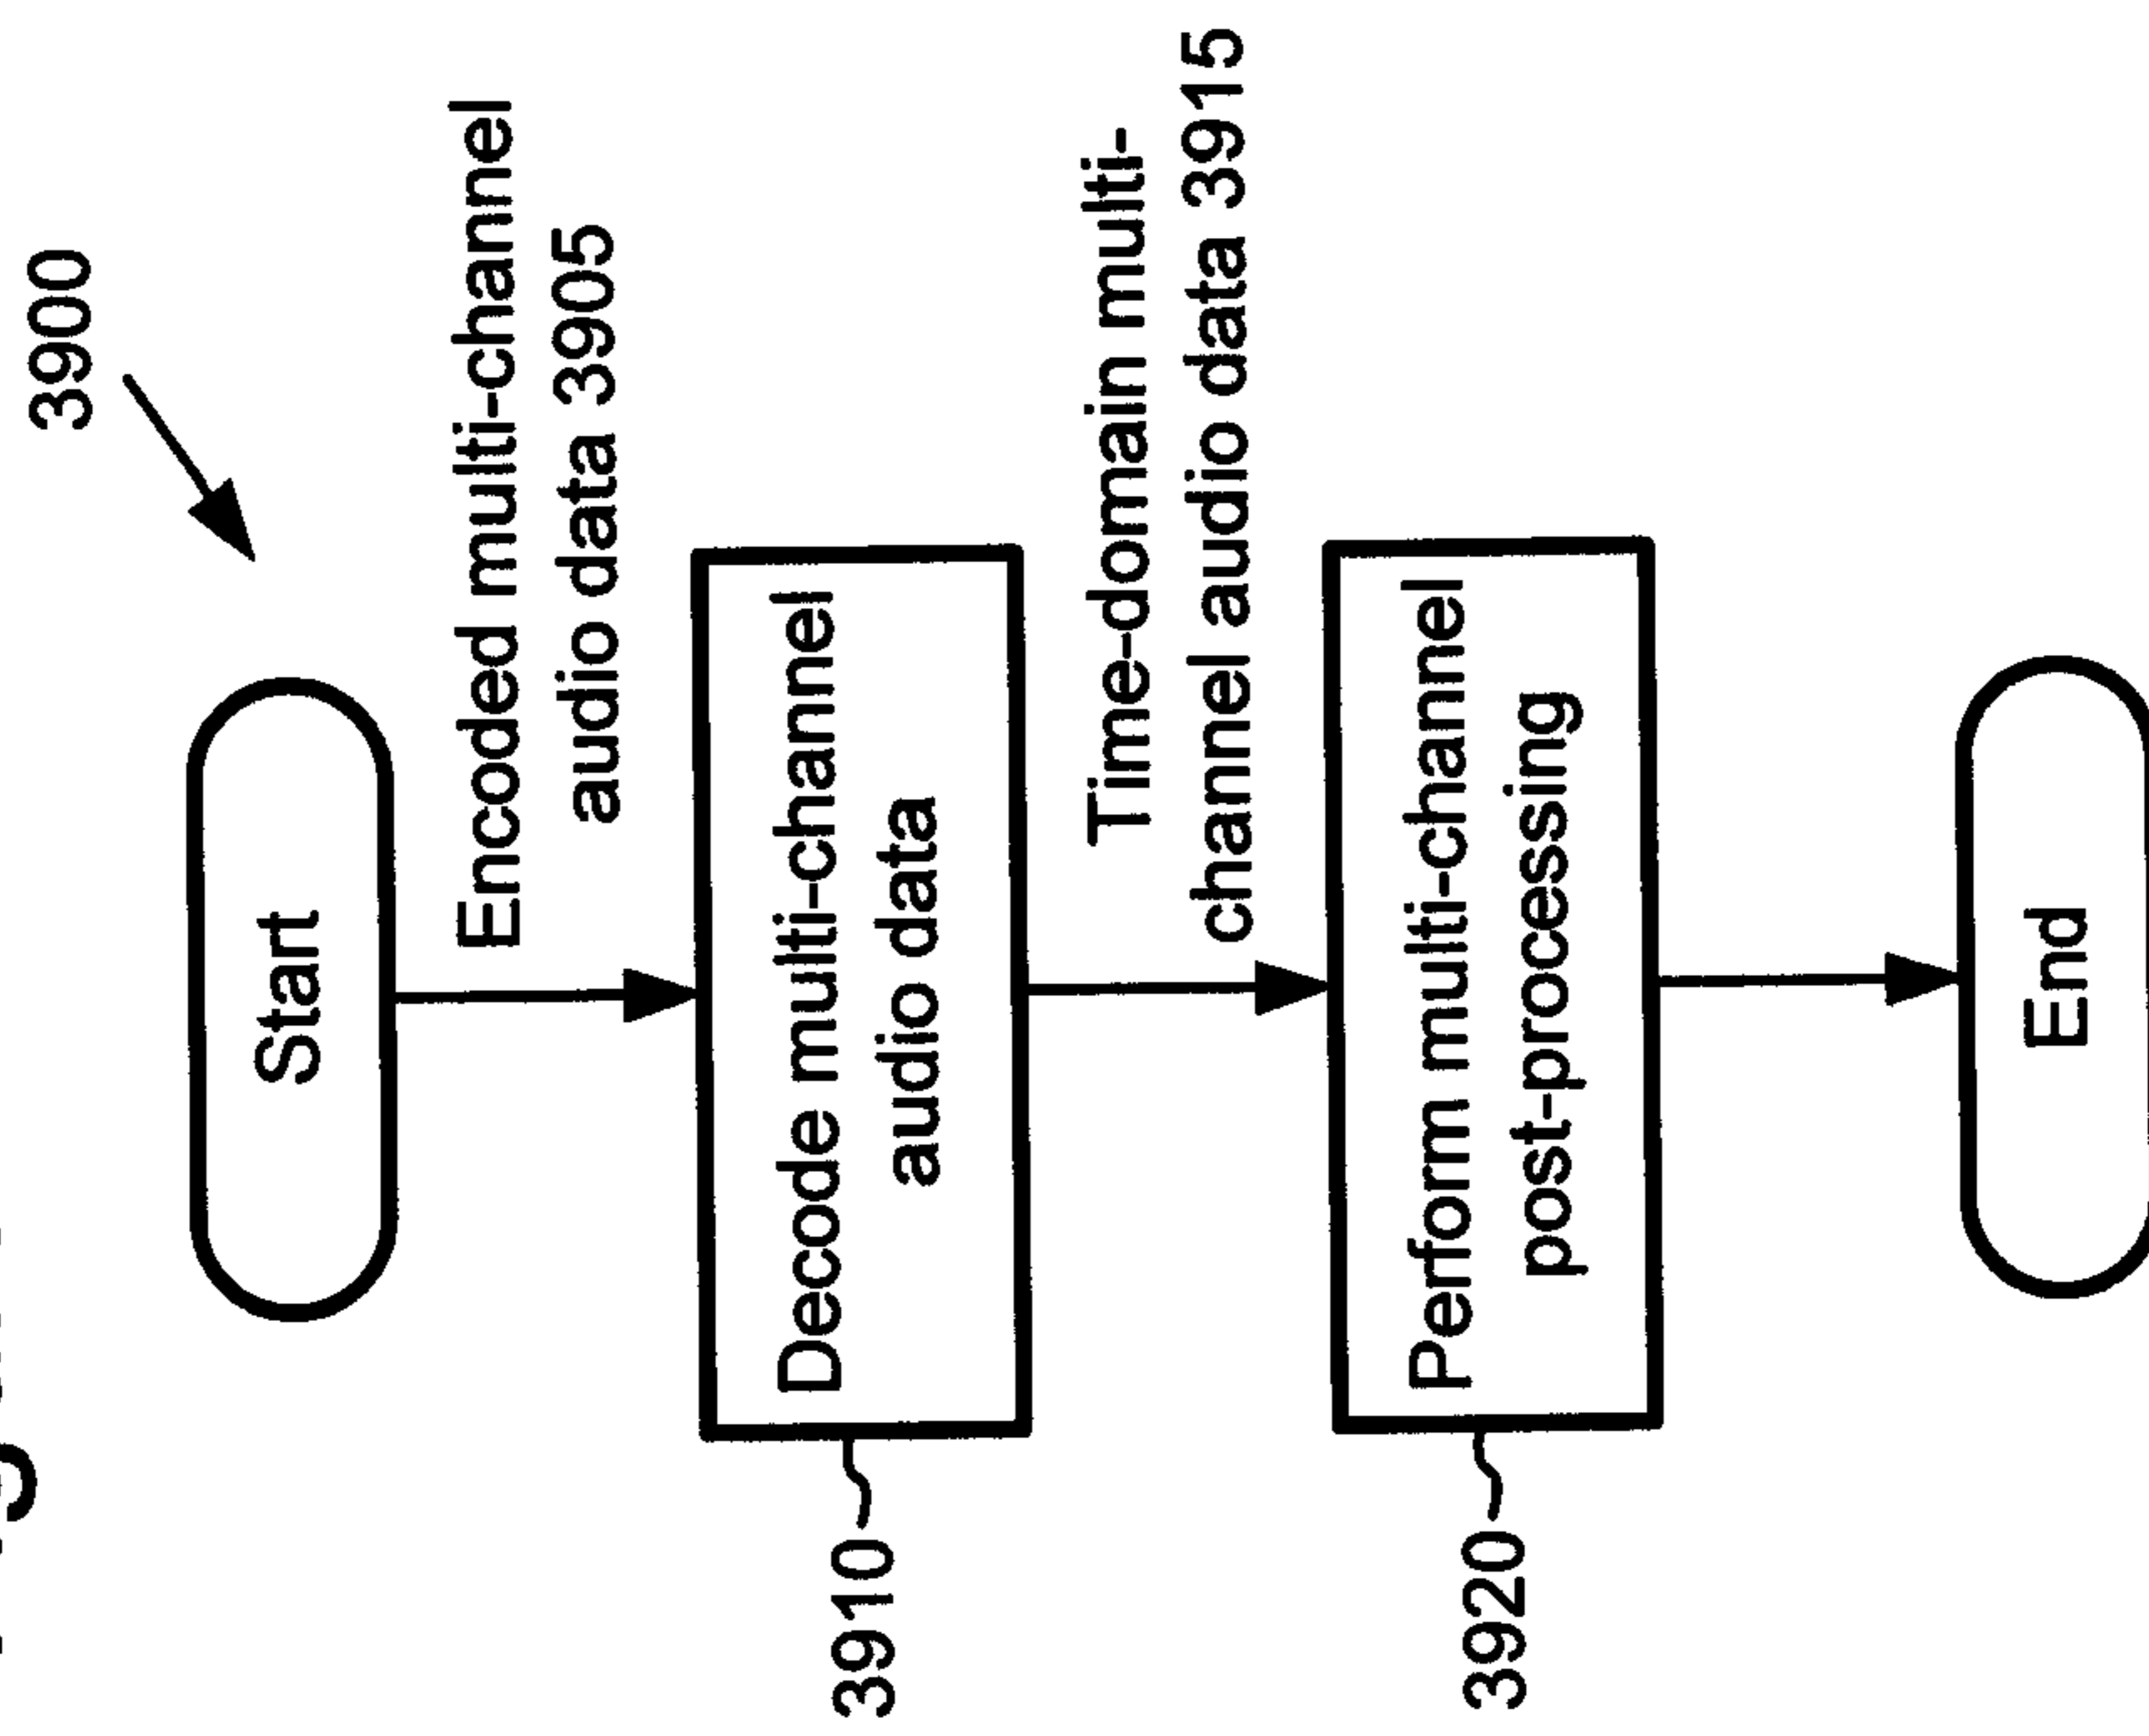 3900
Start
Encoded multi-channel
audio data 3905
Decode multi-channel
audio data
3910
Time-domain multi-
channel audio data 3915
Perform multi-channel
post-processing
3920
End